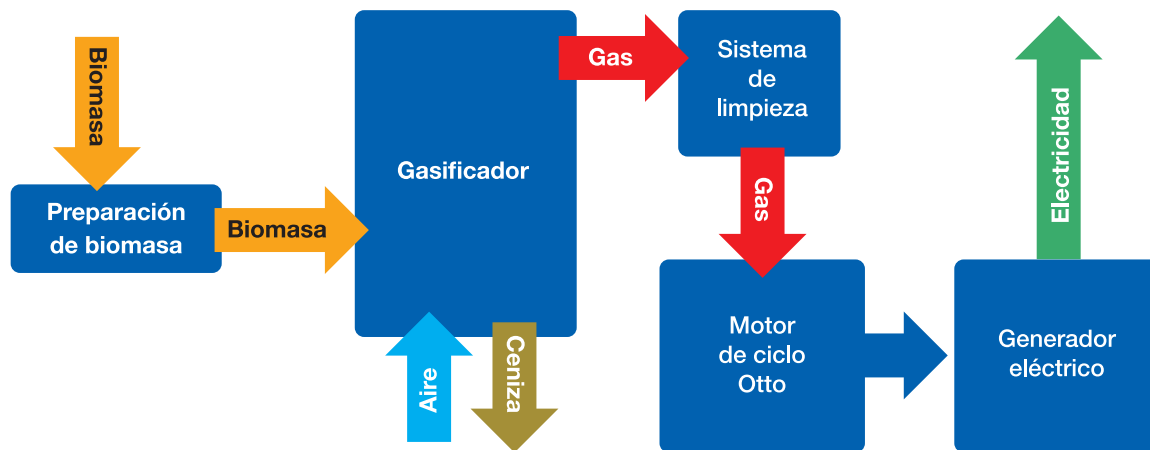 Biomasa
Preparación
de biomasa
Biomasa
Gasificador
Aire
Ceniza
Gas
Sistema
de
limpieza
Gas
Motor
de ciclo
Otto
Generador
eléctrico
Electricidad